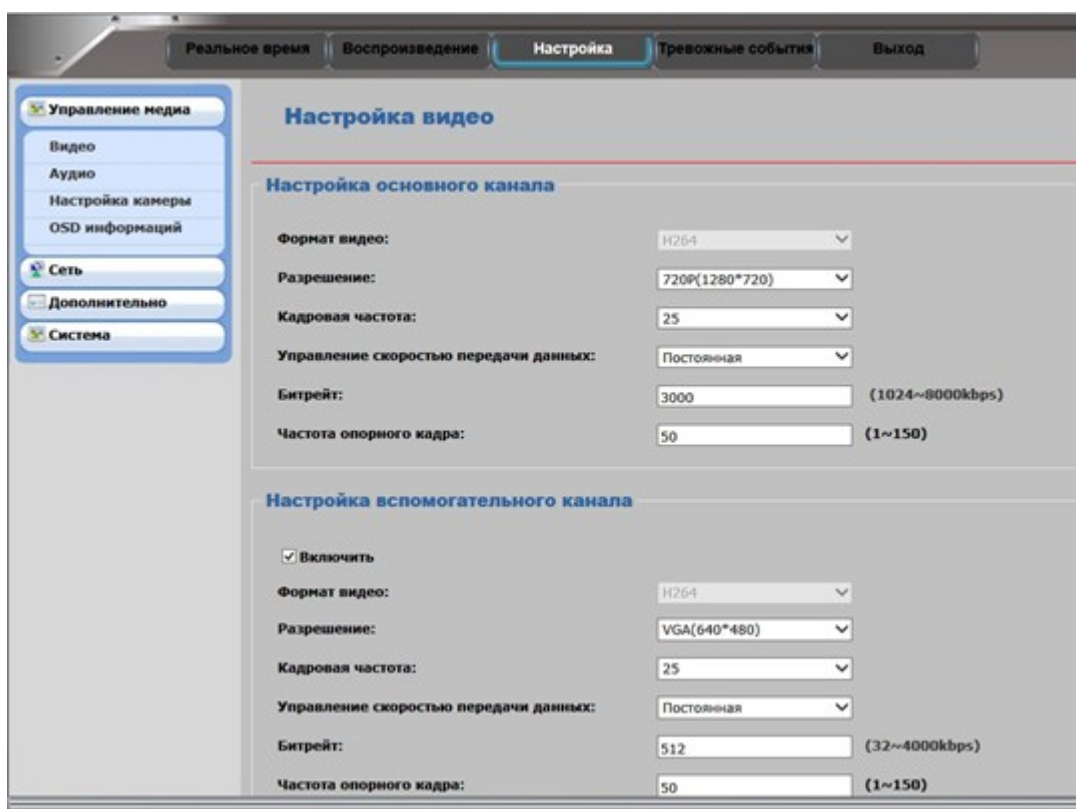 Реальное время Воспроизведение Настройка Тревожные события Выход
Управление медиа
Видео
Аудио
Настройка камеры
OSD информаций
Сеть
Дополнительно
Система
Настройка видео
Настройка основного канала
Формат видео: H264
Разрешение: 720P(1280*720)
Кадровая частота: 25
Управление скоростью передачи данных: Постоянная
Битрейт: 3000 (1024~8000kbps)
Частота опорного кадра: 50 (1~150)
Настройка вспомогательного канала
Включить
Формат видео: H264
Разрешение: VGA(640*480)
Кадровая частота: 25
Управление скоростью передачи данных: Постоянная
Битрейт: 512 (32~4000kbps)
Частота опорного кадра: 50 (1~150)